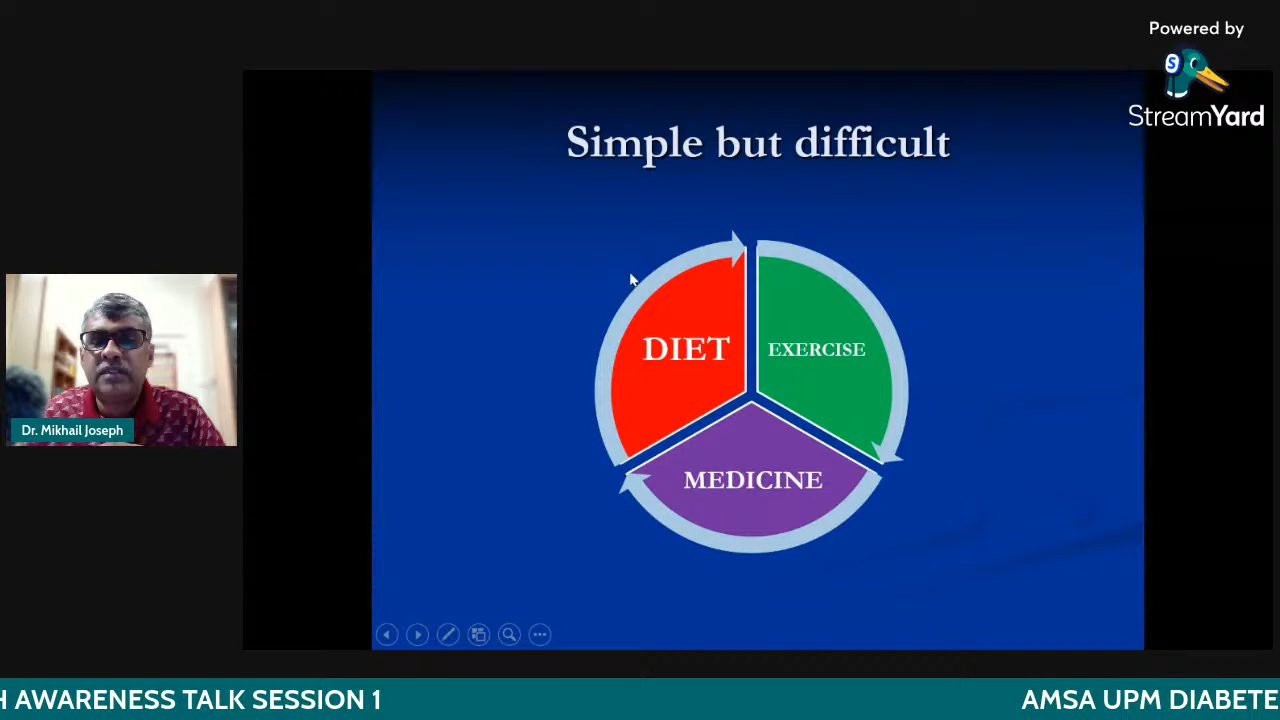 Powered by
S
StreamYard
Simple but difficult
DIET
EXERCISE
MEDICINE
Dr. Mikhail Joseph
H AWARENESS TALK SESSION 1
AMSA UPM DIABETE